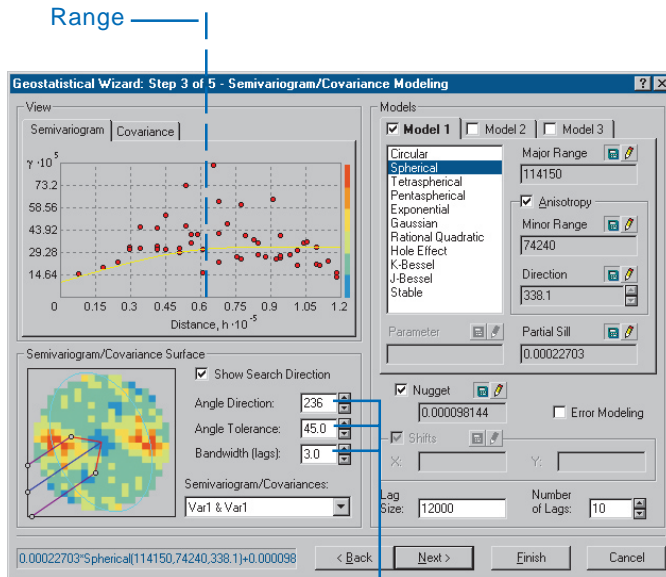 Range
Geostatistical Wizard: Step 3 of 5 - Semivariogram/Covariance Modeling
View
Semivariogram Covariance
γ·10 5
73.2
58.56
43.92
29.28
14.64
0 0.15 0.3 0.45 0.6 0.75 0.9 1.05 1.2
Distance, h·10 -5
Semivariogram/Covariance Surface
Show Search Direction
Angle Direction: 236
Angle Tolerance: 45.0
Bandwidth (lags): 3.0
Semivariogram/Covariances:
Var1 & Var1
Models
Model 1 Model 2 Model 3
Circular
Spherical
Tetraspherical
Pentaspherical
Exponential
Gaussian
Rational Quadratic
Hole Effect
K-Bessel
J-Bessel
Stable
Major Range
114150
Anisotropy
Minor Range
74240
Direction
338.1
Parameter
Partial Sill
0.00022703
Nugget
0.000098144
Error Modeling
Shifts
X: Y:
Lag Size: 12000
Number of Lags: 10
0.00022703*Spherical(114150,74240,338.1)+0.000098
< Back Next > Finish Cancel